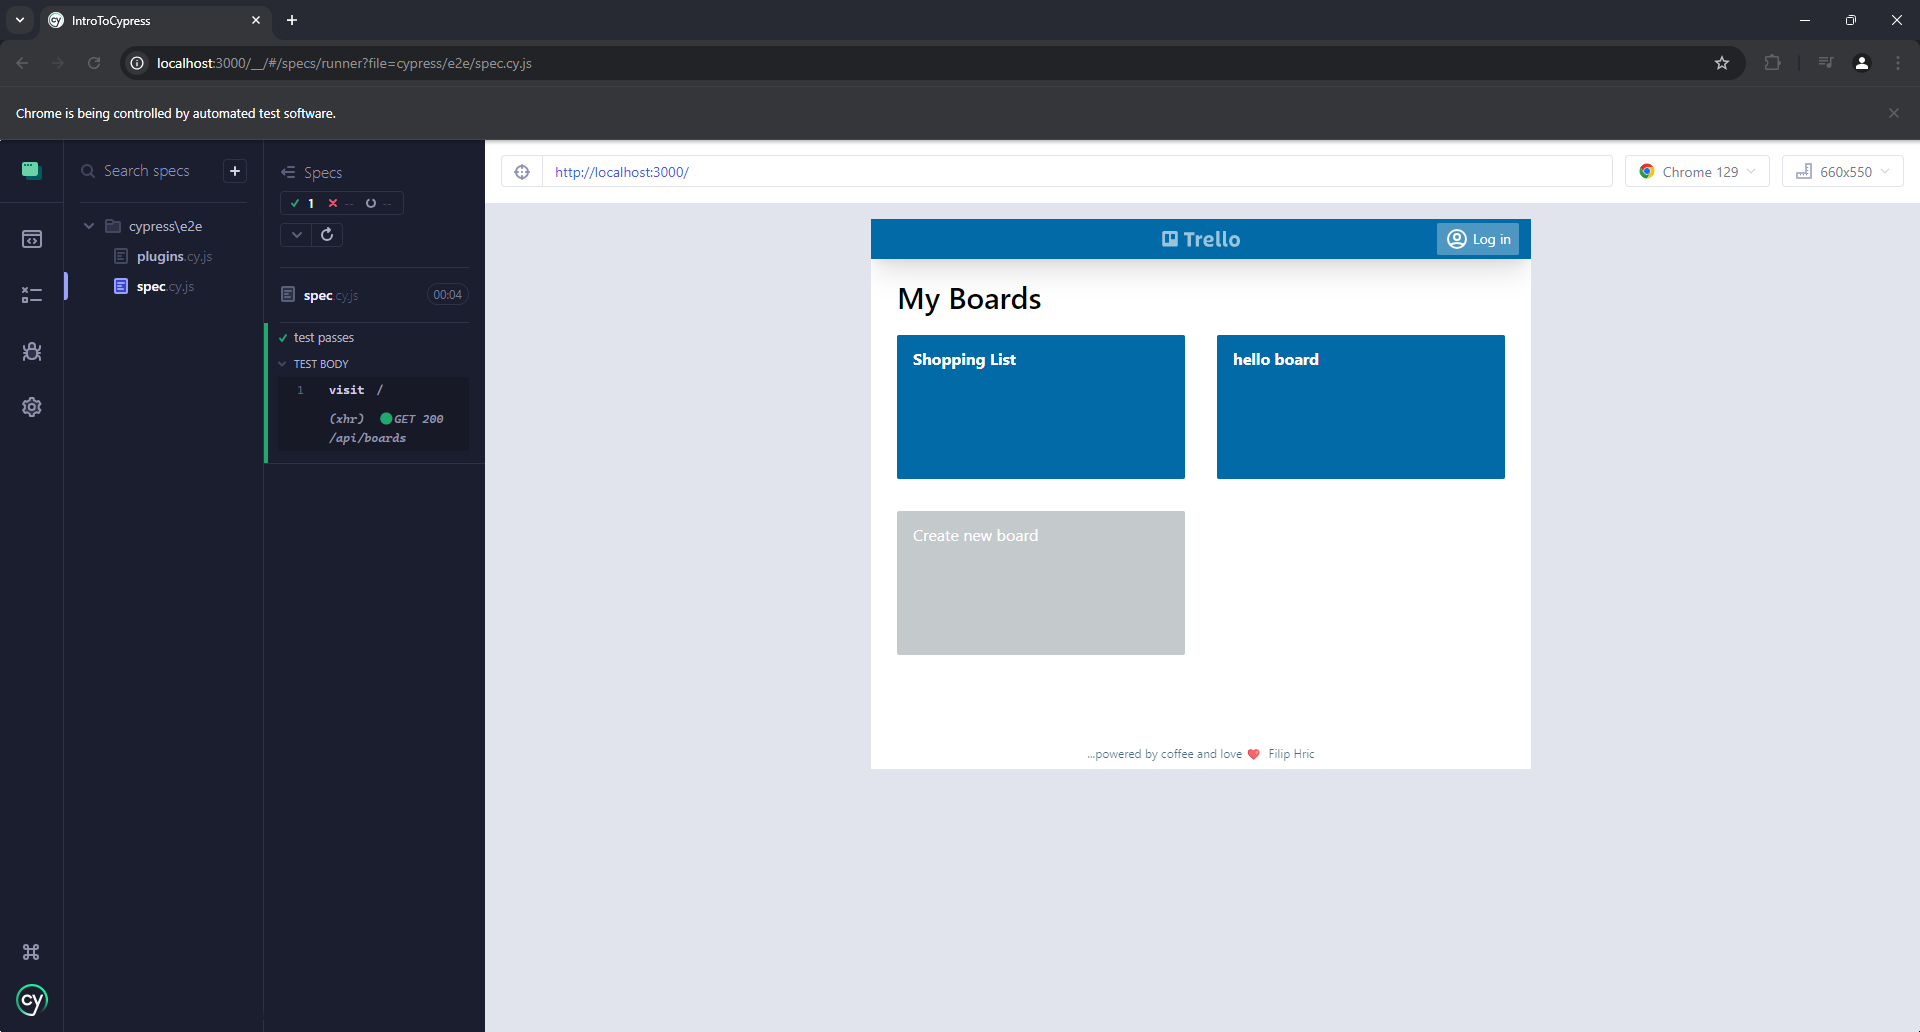 IntroToCypress
localhost:3000/__/#/specs/runner?file=cypress/e2e/spec.cy.js
Chrome is being controlled by automated test software.
Search specs
cypress\e2e
plugins.cy.js
spec.cy.js
Specs
1 -- --
spec.cy.js 00:04
test passes
TEST BODY
1 visit /
(xhr) GET 200
/api/boards
http://localhost:3000/
Chrome 129
660x550
Trello
Log in
My Boards
Shopping List
hello board
Create new board
...powered by coffee and love ❤️ Filip Hric
cy